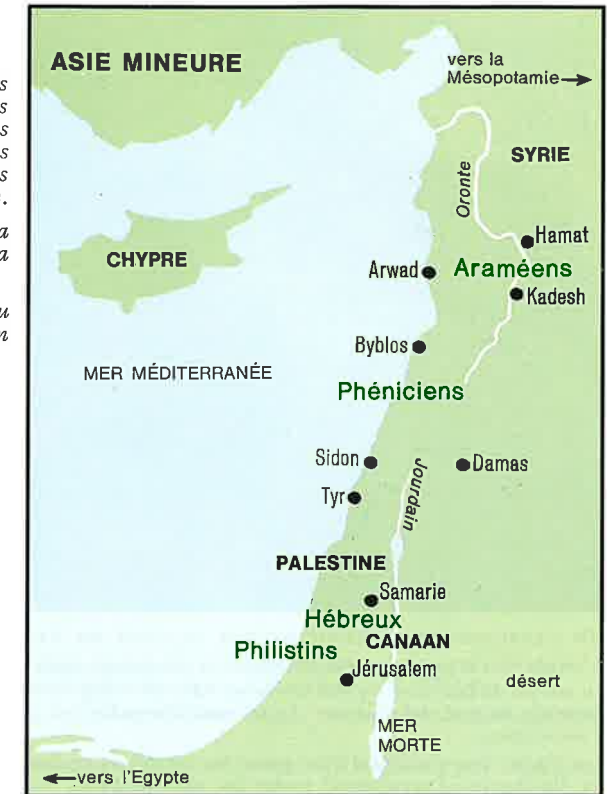 s
s
s
s
s
.
a
a
u
n
ASIE MINEURE
vers la
Mésopotamie→
SYRIE
Oronte
Hamat
CHYPRE
Arwad
Araméens
Kadesh
Byblos
MER MÉDITERRANÉE
Phéniciens
Sidon
Jourdain
Damas
Tyr
PALESTINE
Samarie
Hébreux
CANAAN
Philistins
Jérusalem
désert
MER
MORTE
←vers l'Egypte